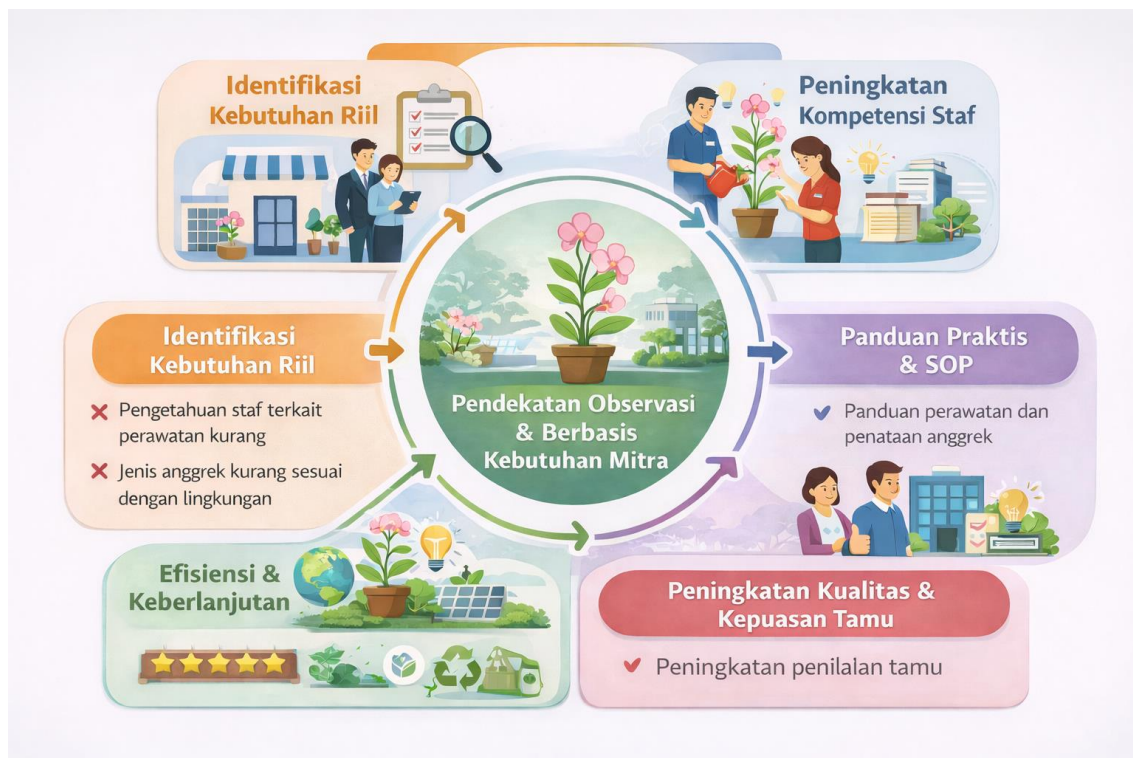 Identifikasi
Kebutuhan Riil
Peningkatan
Kompetensi Staf
Identifikasi
Kebutuhan Riil
Pengetahuan staf terkait
perawatan kurang
Jenis anggrek kurang sesuai
dengan lingkungan
Pendekatan Observasi
& Berbasis
Kebutuhan Mitra
Panduan Praktis
& SOP
Panduan perawatan dan
penataan anggrek
Efisiensi &
Keberlanjutan
Peningkatan Kualitas &
Kepuasan Tamu
Peningkatan penilaian tamu